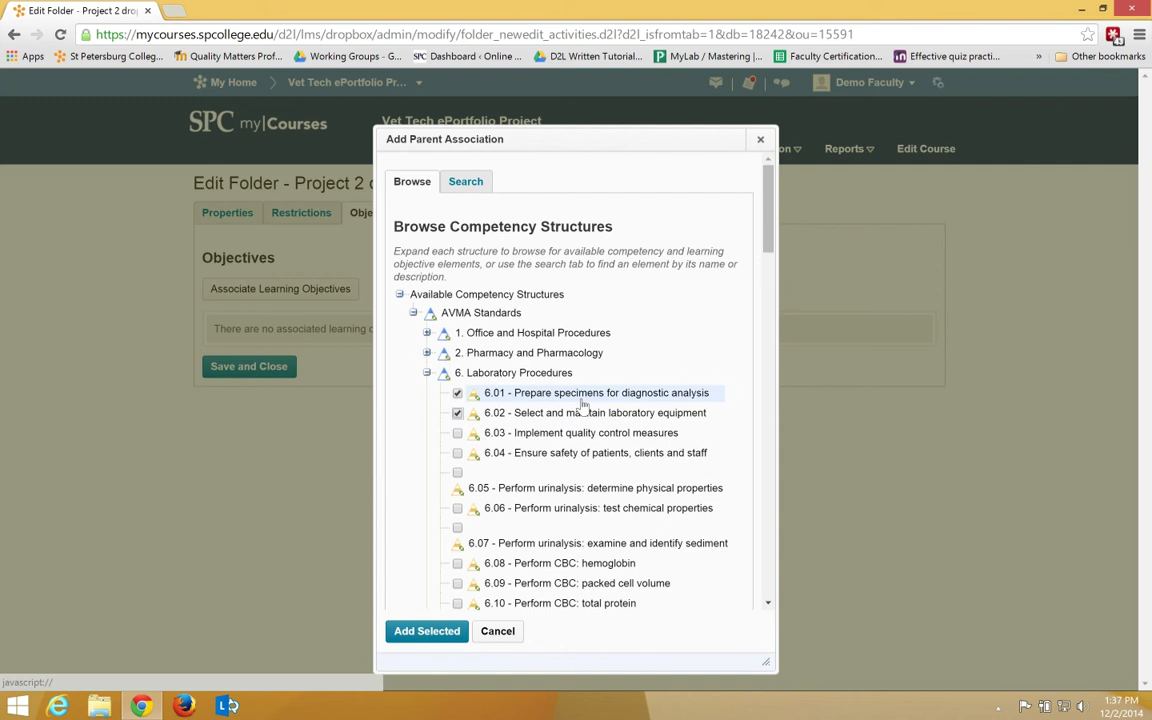 Edit Folder - Project 2 drop
https://mycourses.spcollege.edu/d2l/lms/dropbox/admin/modify/folder_newedit_activities.d2l?d2l_isfromtab=1&db=18242&ou=15591
Apps St Petersburg Colleg... Quality Matters Prof... Working Groups - G... SPC Dashboard ‹ Online ... D2L Written Tutorial... P MyLab / Mastering |... Faculty Certification... in Effective quiz practi... » Other bookmarks
My Home Vet Tech ePortfolio Pr... Demo Faculty
SPC my|Courses
Vet Tech ePortfolio Project
Reports Edit Course
Edit Folder - Project 2
Properties Restrictions
Objectives
Associate Learning Objectives
There are no associated learning
Save and Close
Add Parent Association
Browse Search
Browse Competency Structures
Expand each structure to browse for available competency and learning
objective elements, or use the search tab to find an element by its name or
description.
Available Competency Structures
AVMA Standards
1. Office and Hospital Procedures
2. Pharmacy and Pharmacology
6. Laboratory Procedures
6.01 - Prepare specimens for diagnostic analysis
6.02 - Select and maintain laboratory equipment
6.03 - Implement quality control measures
6.04 - Ensure safety of patients, clients and staff
6.05 - Perform urinalysis: determine physical properties
6.06 - Perform urinalysis: test chemical properties
6.07 - Perform urinalysis: examine and identify sediment
6.08 - Perform CBC: hemoglobin
6.09 - Perform CBC: packed cell volume
6.10 - Perform CBC: total protein
Add Selected Cancel
javascript://
1:37 PM
12/2/2014